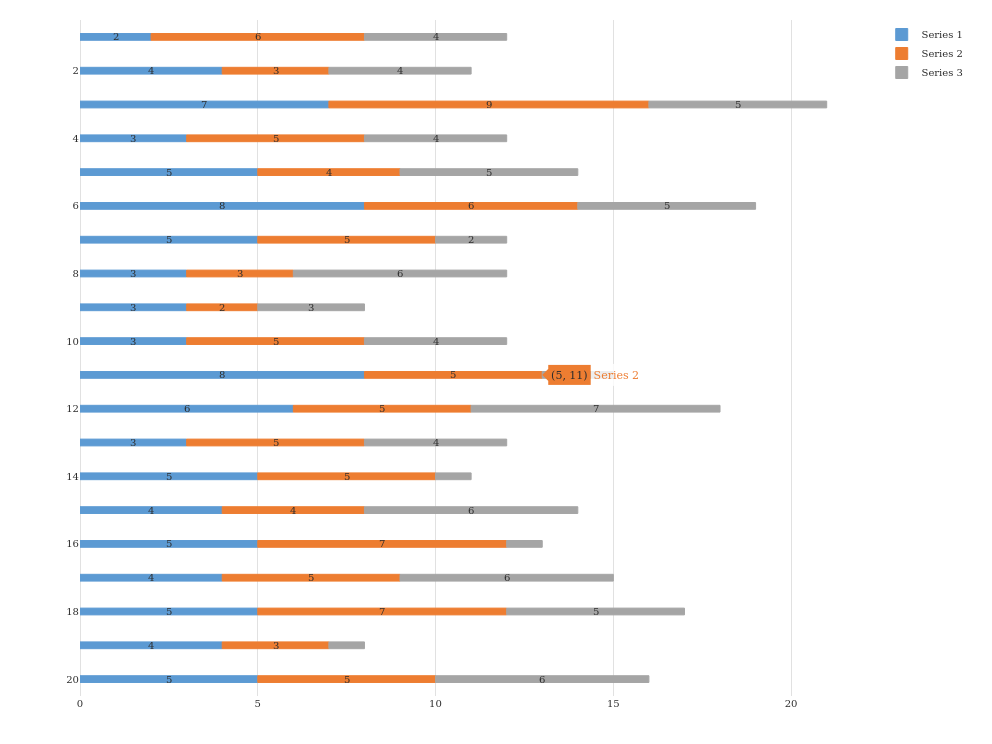 2 6 4
Series 1
Series 2
Series 3
2 4 3 4
7 9 5
4 3 5 4
5 4 5
6 8 6 5
5 5 2
8 3 3 6
3 2 3
10 3 5 4
8 5 (5, 11) Series 2
12 6 5 7
3 5 4
14 5 5
4 4 6
16 5 7
4 5 6
18 5 7 5
4 3
20 5 5 6
0 5 10 15 20